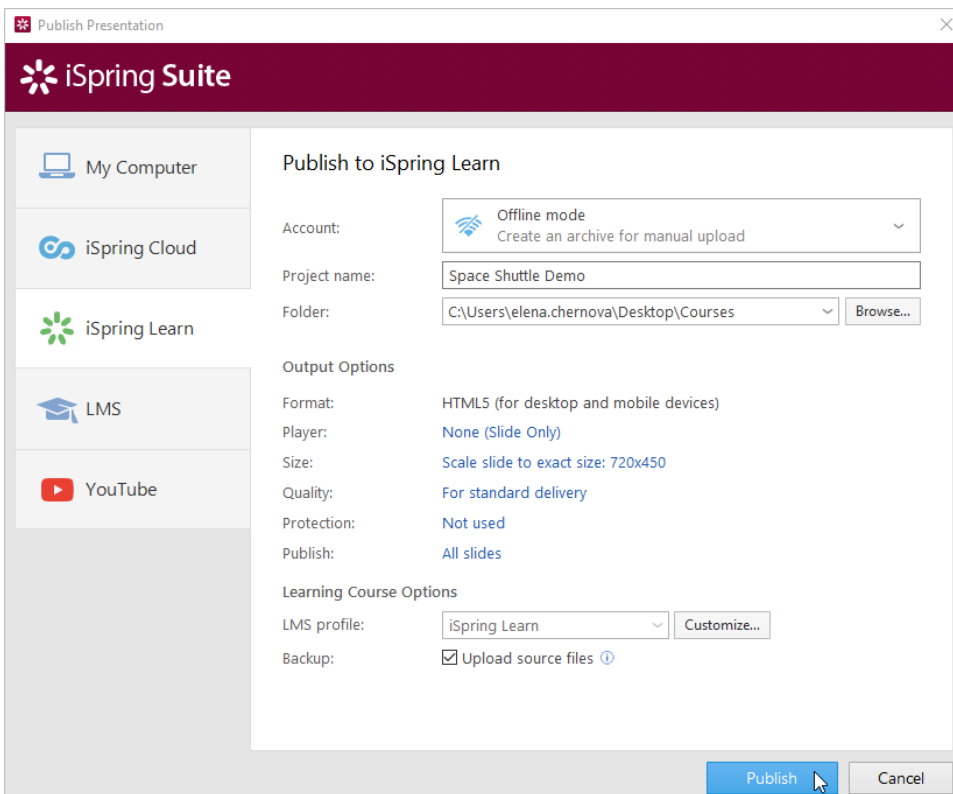 Publish Presentation
iSpring Suite
My Computer
iSpring Cloud
iSpring Learn
LMS
YouTube
Publish to iSpring Learn
Account: Offline mode
Create an archive for manual upload
Project name: Space Shuttle Demo
Folder: C:\Users\elena.chernova\Desktop\Courses Browse...
Output Options
Format: HTML5 (for desktop and mobile devices)
Player: None (Slide Only)
Size: Scale slide to exact size: 720x450
Quality: For standard delivery
Protection: Not used
Publish: All slides
Learning Course Options
LMS profile: iSpring Learn Customize...
Backup: Upload source files
Publish Cancel